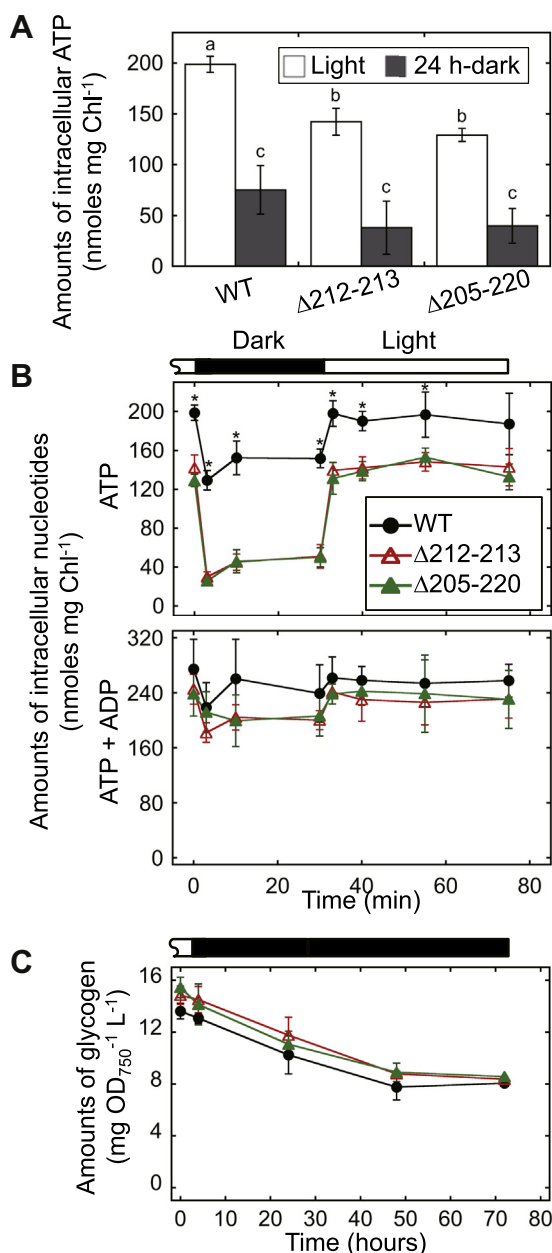 A
Amounts of intracellular ATP
(nmoles mg Chl-1)
200
150
100
50
0
Light
24 h-dark
a
c
b
c
b
c
WT
Δ212-213
Δ205-220
Dark
Light
B
Amounts of intracellular nucleotides
(nmoles mg Chl-1)
ATP
200
160
120
80
40
0
*
*
*
*
*
*
*
WT
Δ212-213
Δ205-220
ATP + ADP
320
240
160
80
0
0
20
40
60
80
Time (min)
C
Amounts of glycogen
(mg OD750-1 L-1)
16
12
8
4
0
0
10
20
30
40
50
60
70
80
Time (hours)